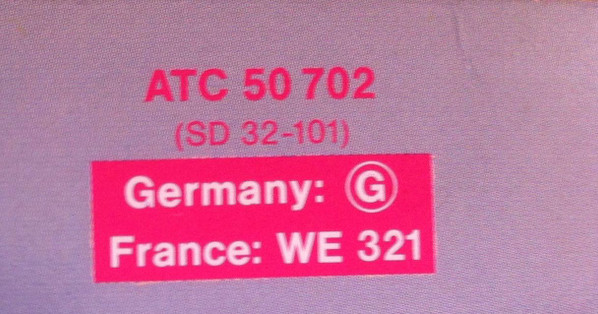 ATC 50 702
(SD 32-101)
Germany: Ⓖ
France: WE 321